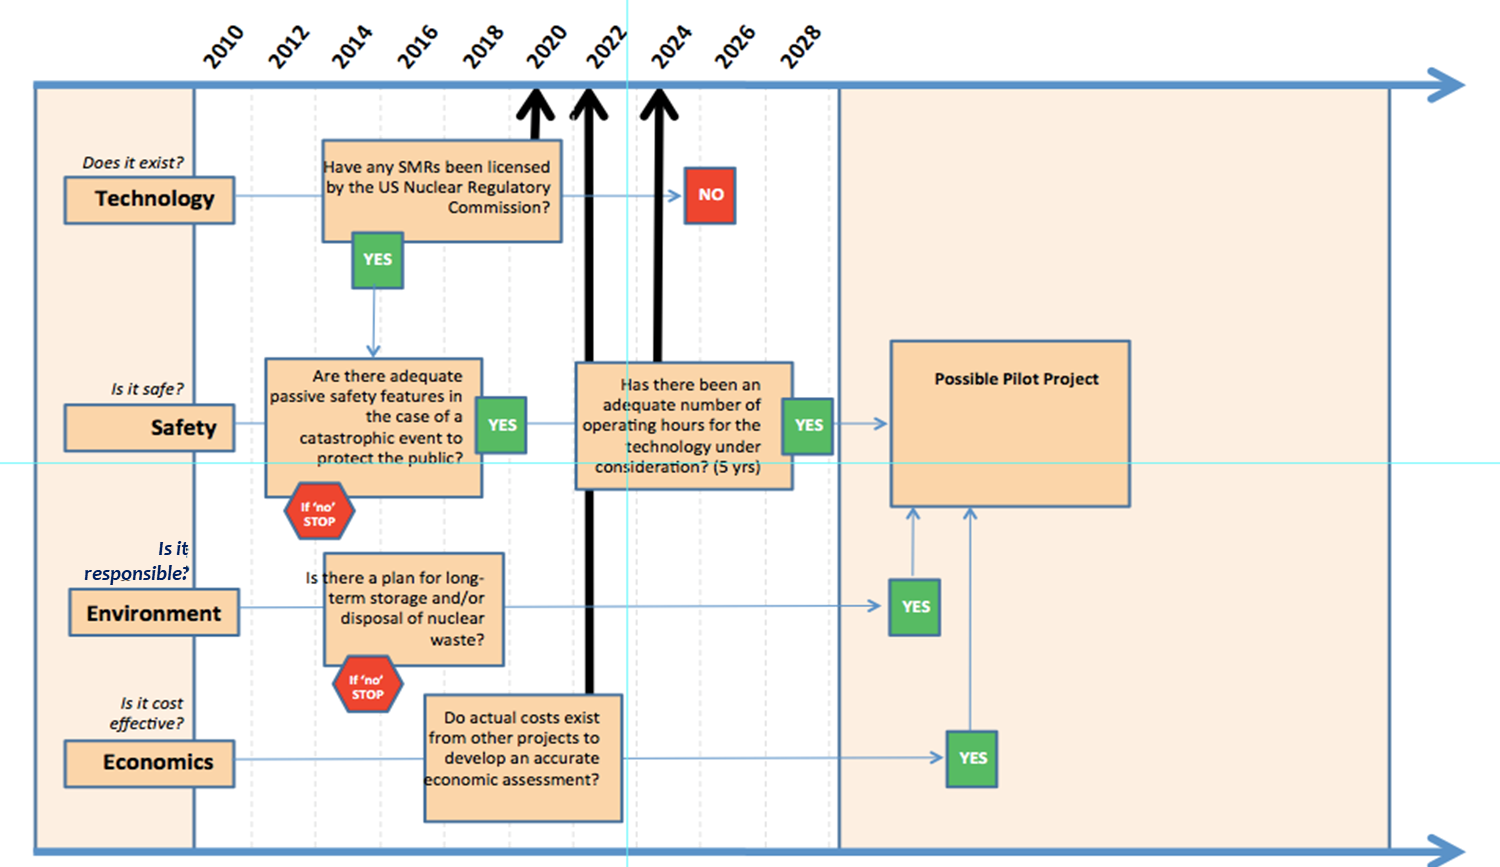 2010 2012 2014 2016 2018 2020 2022 2024 2026 2028
Does it exist?
Technology
Have any SMRs been licensed
by the US Nuclear Regulatory
Commission?
NO
YES
Is it safe?
Safety
Are there adequate
passive safety features in
the case of a
catastrophic event to
protect the public?
If 'no'
STOP
YES
Has there been an
adequate number of
operating hours for the
technology under
consideration? (5 yrs)
YES
Possible Pilot Project
Is it
responsible?
Environment
Is there a plan for long-
term storage and/or
disposal of nuclear
waste?
If 'no'
STOP
YES
Is it cost
effective?
Economics
Do actual costs exist
from other projects to
develop an accurate
economic assessment?
YES